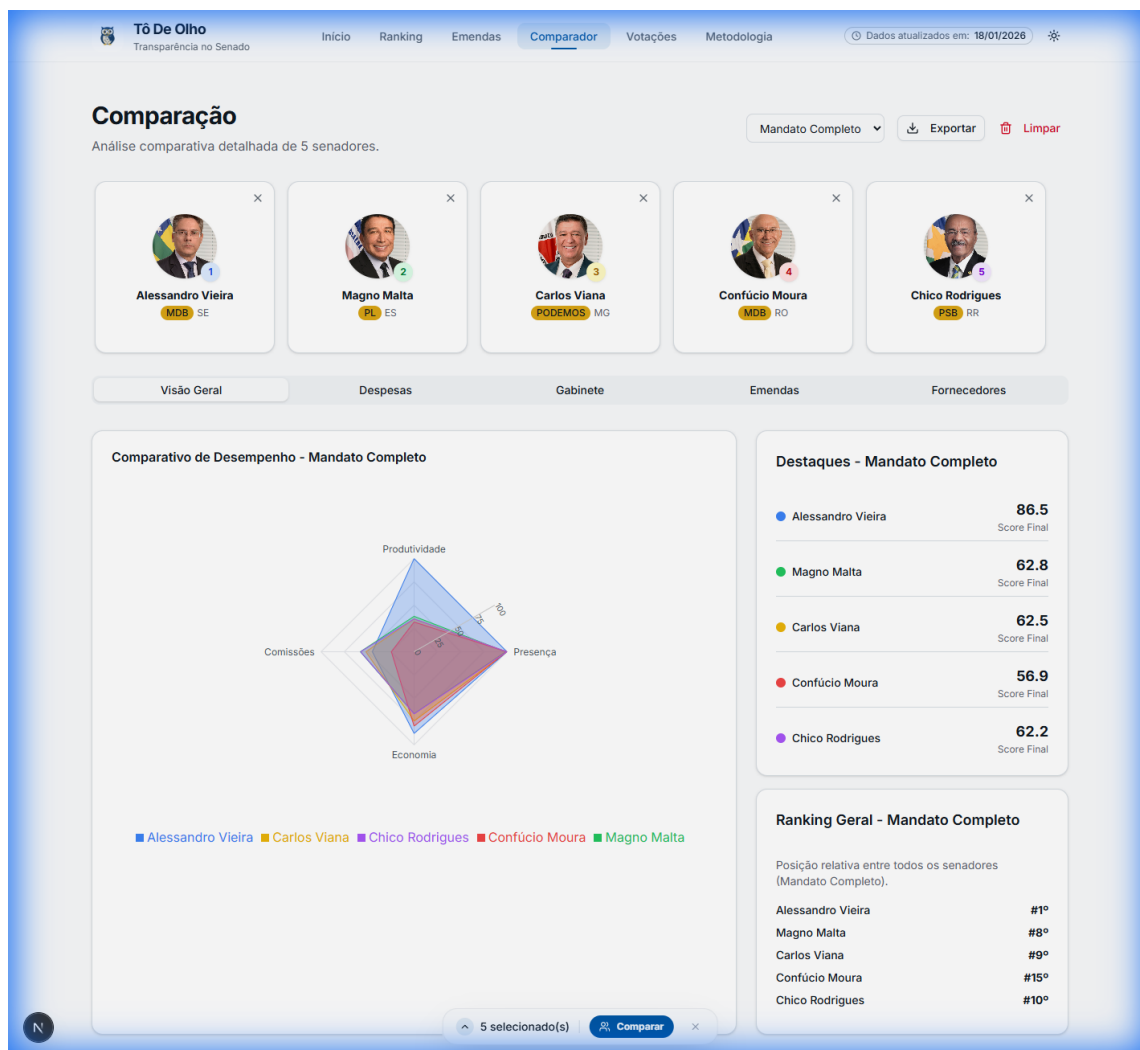 Tô De Olho
Transparência no Senado
Início
Ranking
Emendas
Comparador
Votações
Metodologia
Dados atualizados em: 18/01/2026
Comparação
Análise comparativa detalhada de 5 senadores.
Mandato Completo
Exportar
Limpar
1
Alessandro Vieira
MDB SE
2
Magno Malta
PL ES
3
Carlos Viana
PODEMOS MG
4
Confúcio Moura
MDB RO
5
Chico Rodrigues
PSB RR
Visão Geral
Despesas
Gabinete
Emendas
Fornecedores
Comparativo de Desempenho - Mandato Completo
Produtividade
100
75
50
25
0
Comissões
Presença
Economia
Alessandro Vieira Carlos Viana Chico Rodrigues Confúcio Moura Magno Malta
Destaques - Mandato Completo
Alessandro Vieira 86.5
Score Final
Magno Malta 62.8
Score Final
Carlos Viana 62.5
Score Final
Confúcio Moura 56.9
Score Final
Chico Rodrigues 62.2
Score Final
Ranking Geral - Mandato Completo
Posição relativa entre todos os senadores
(Mandato Completo).
Alessandro Vieira #1º
Magno Malta #8º
Carlos Viana #9º
Confúcio Moura #15º
Chico Rodrigues #10º
N
5 selecionado(s)
Comparar